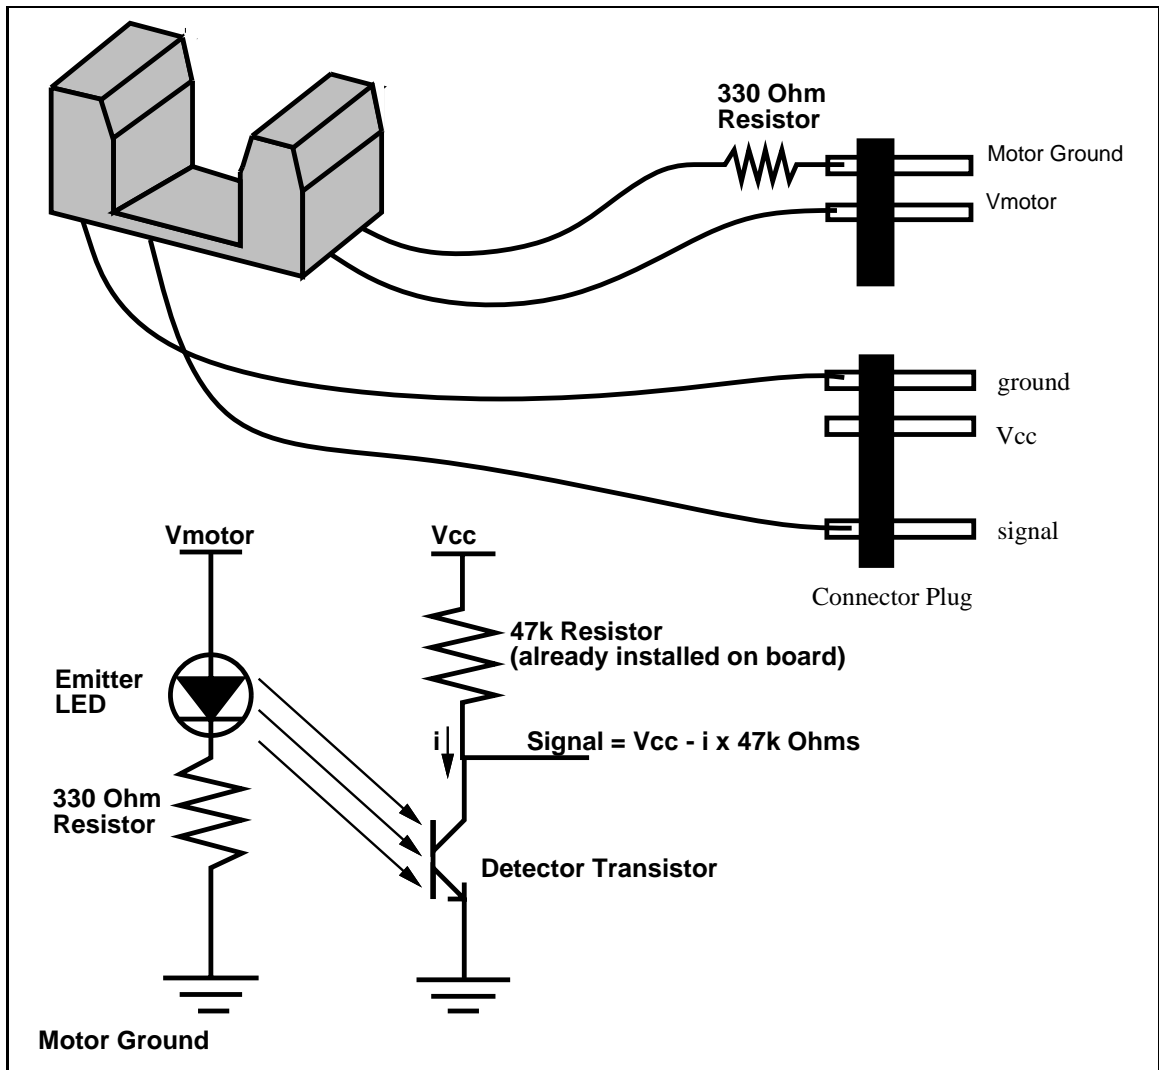 330 Ohm
Resistor
Motor Ground
Vmotor
ground
Vcc
signal
Connector Plug
Vmotor
Vcc
47k Resistor
(already installed on board)
Emitter
LED
i
Signal = Vcc - i x 47k Ohms
330 Ohm
Resistor
Detector Transistor
Motor Ground